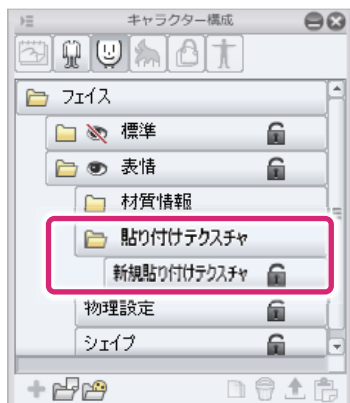 キャラクター構成
フェイス
標準
表情
材質情報
貼り付けテクスチャ
新規貼り付けテクスチャ
物理設定
シェイプ